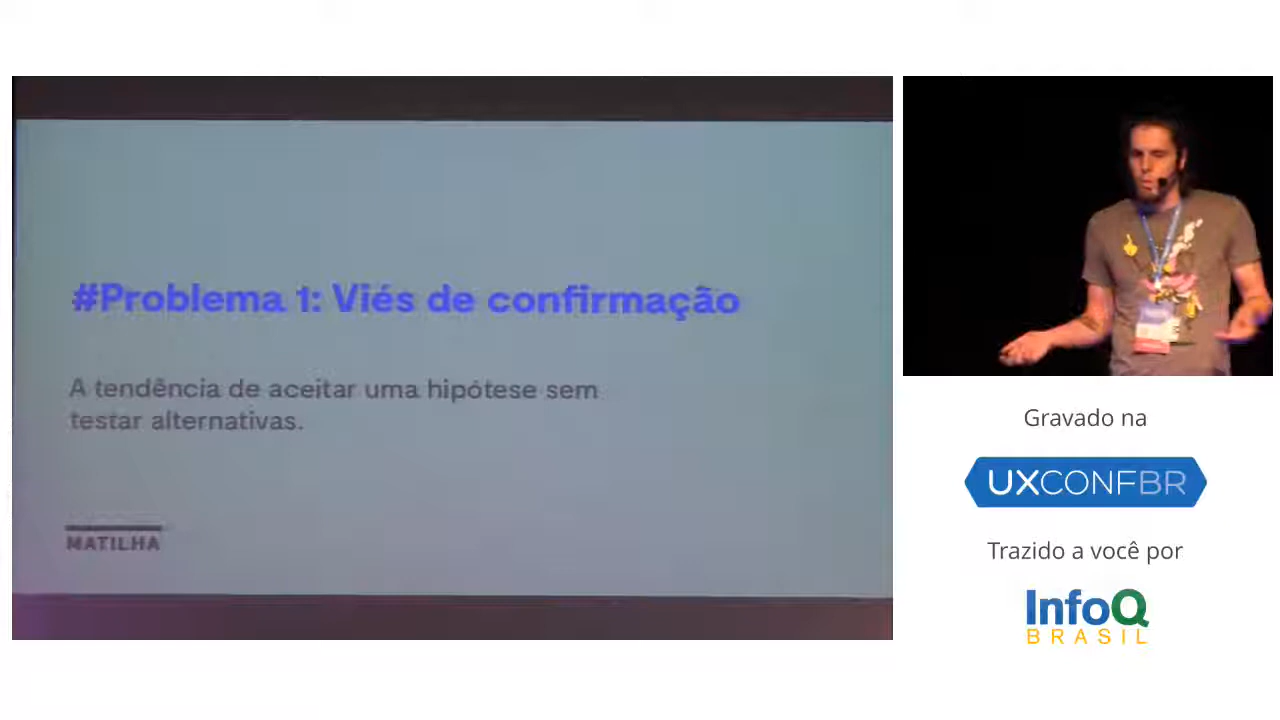 #Problema 1: Viés de confirmação
A tendência de aceitar uma hipótese sem
testar alternativas.
MATILHA
Gravado na
UXCONFBR
Trazido a você por
InfoQ
BRASIL